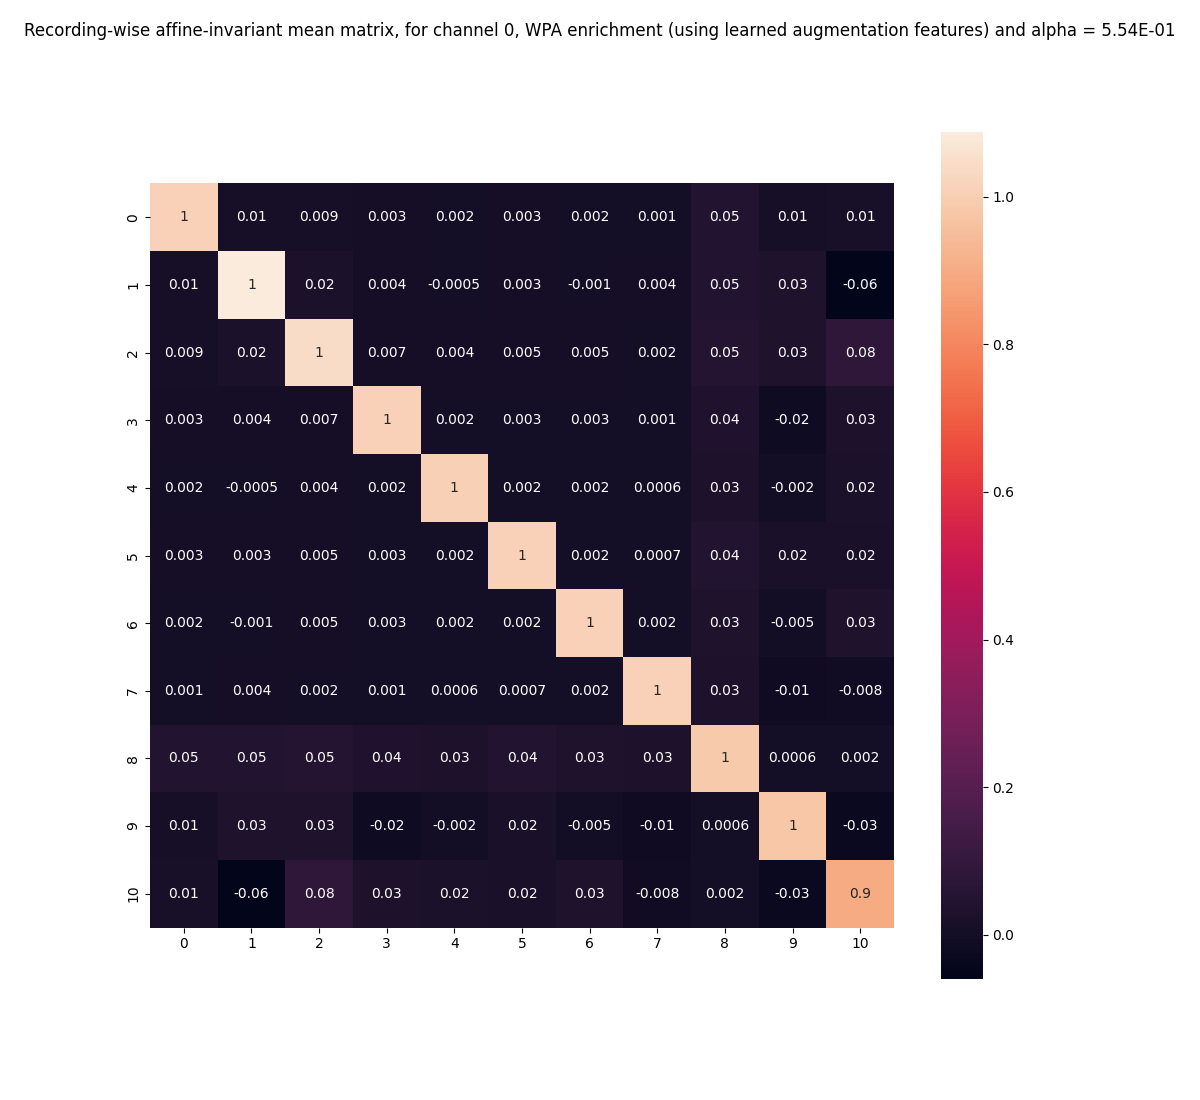 Recording-wise affine-invariant mean matrix, for channel 0, WPA enrichment (using learned augmentation features) and alpha = 5.54E-01
0 1 0.01 0.009 0.003 0.002 0.003 0.002 0.001 0.05 0.01 0.01
1 0.01 1 0.02 0.004 -0.0005 0.003 -0.001 0.004 0.05 0.03 -0.06
2 0.009 0.02 1 0.007 0.004 0.005 0.005 0.002 0.05 0.03 0.08
3 0.003 0.004 0.007 1 0.002 0.003 0.003 0.001 0.04 -0.02 0.03
4 0.002 -0.0005 0.004 0.002 1 0.002 0.002 0.0006 0.03 -0.002 0.02
5 0.003 0.003 0.005 0.003 0.002 1 0.002 0.0007 0.04 0.02 0.02
6 0.002 -0.001 0.005 0.003 0.002 0.002 1 0.002 0.03 -0.005 0.03
7 0.001 0.004 0.002 0.001 0.0006 0.0007 0.002 1 0.03 -0.01 -0.008
8 0.05 0.05 0.05 0.04 0.03 0.04 0.03 0.03 1 0.0006 0.002
9 0.01 0.03 0.03 -0.02 -0.002 0.02 -0.005 -0.01 0.0006 1 -0.03
10 0.01 -0.06 0.08 0.03 0.02 0.02 0.03 -0.008 0.002 -0.03 0.9
0 1 2 3 4 5 6 7 8 9 10
1.0
0.8
0.6
0.4
0.2
0.0